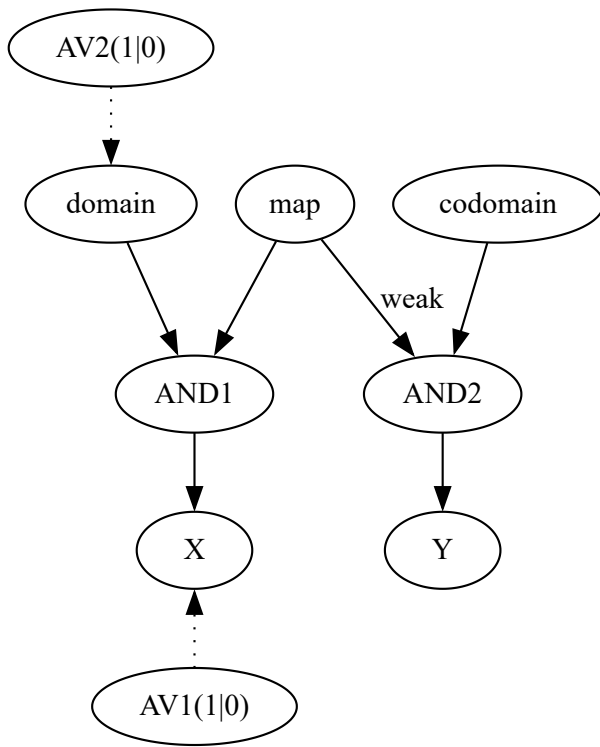 AV2(1|0)
domain
map
codomain
weak
AND1
AND2
X
Y
AV1(1|0)